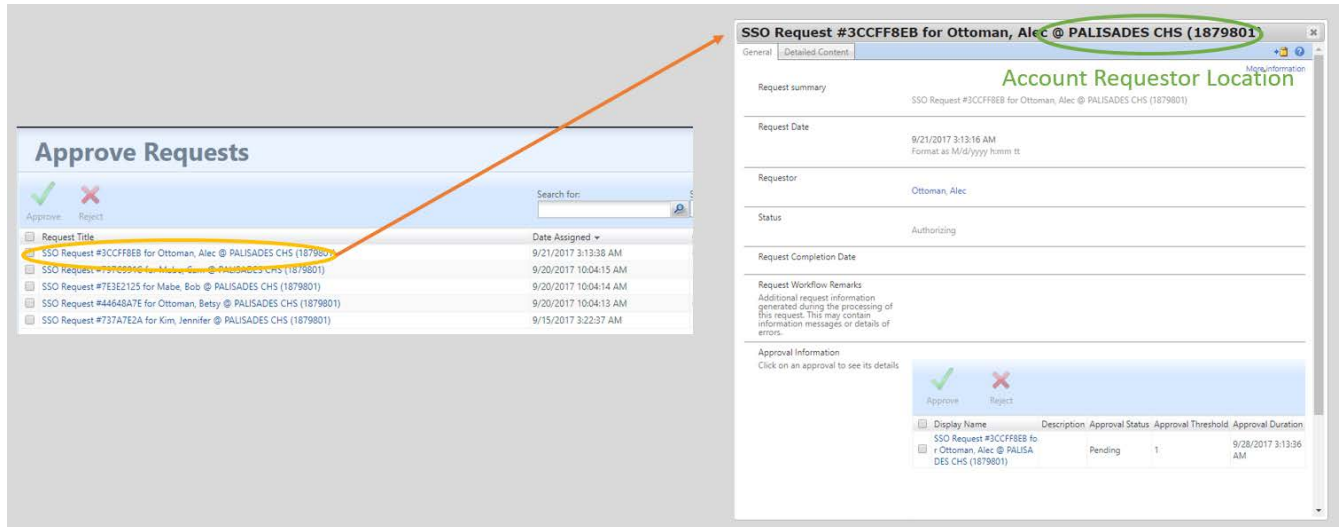 Approve Requests
Approve Reject
Search for:
Request Title Date Assigned
SSO Request #3CCFF8EB for Ottoman, Alec @ PALISADES CHS (1879801) 9/21/2017 3:13:38 AM
SSO Request for Mabe, @ PALISADES CHS (1879801) 9/20/2017 10:04:15 AM
SSO Request #7E3E2125 for Mabe, Bob @ PALISADES CHS (1879801) 9/20/2017 10:04:14 AM
SSO Request #44648A7E for Ottoman, Betsy @ PALISADES CHS (1879801) 9/20/2017 10:04:13 AM
SSO Request #737A7E2A for Kim, Jennifer @ PALISADES CHS (1879801) 9/15/2017 3:22:37 AM
SSO Request #3CCFF8EB for Ottoman, Alec @ PALISADES CHS (1879801)
General Detailed Content
More information
Account Requestor Location
Request summary
SSO Request #3CCFF8EB for Ottoman, Alec @ PALISADES CHS (1879801)
Request Date
9/21/2017 3:13:16 AM
Format as M/d/yyyy h:mm tt
Requestor
Ottoman, Alec
Status
Authorizing
Request Completion Date
Request Workflow Remarks
Additional request information
generated during the processing of
this request. This may contain
information messages or details of
errors.
Approval Information
Click on an approval to see its details
Approve Reject
Display Name Description Approval Status Approval Threshold Approval Duration
SSO Request #3CCFF8EB fo
r Ottoman, Alec @ PALISA
DES CHS (1879801)
Pending 1
9/28/2017 3:13:36
AM